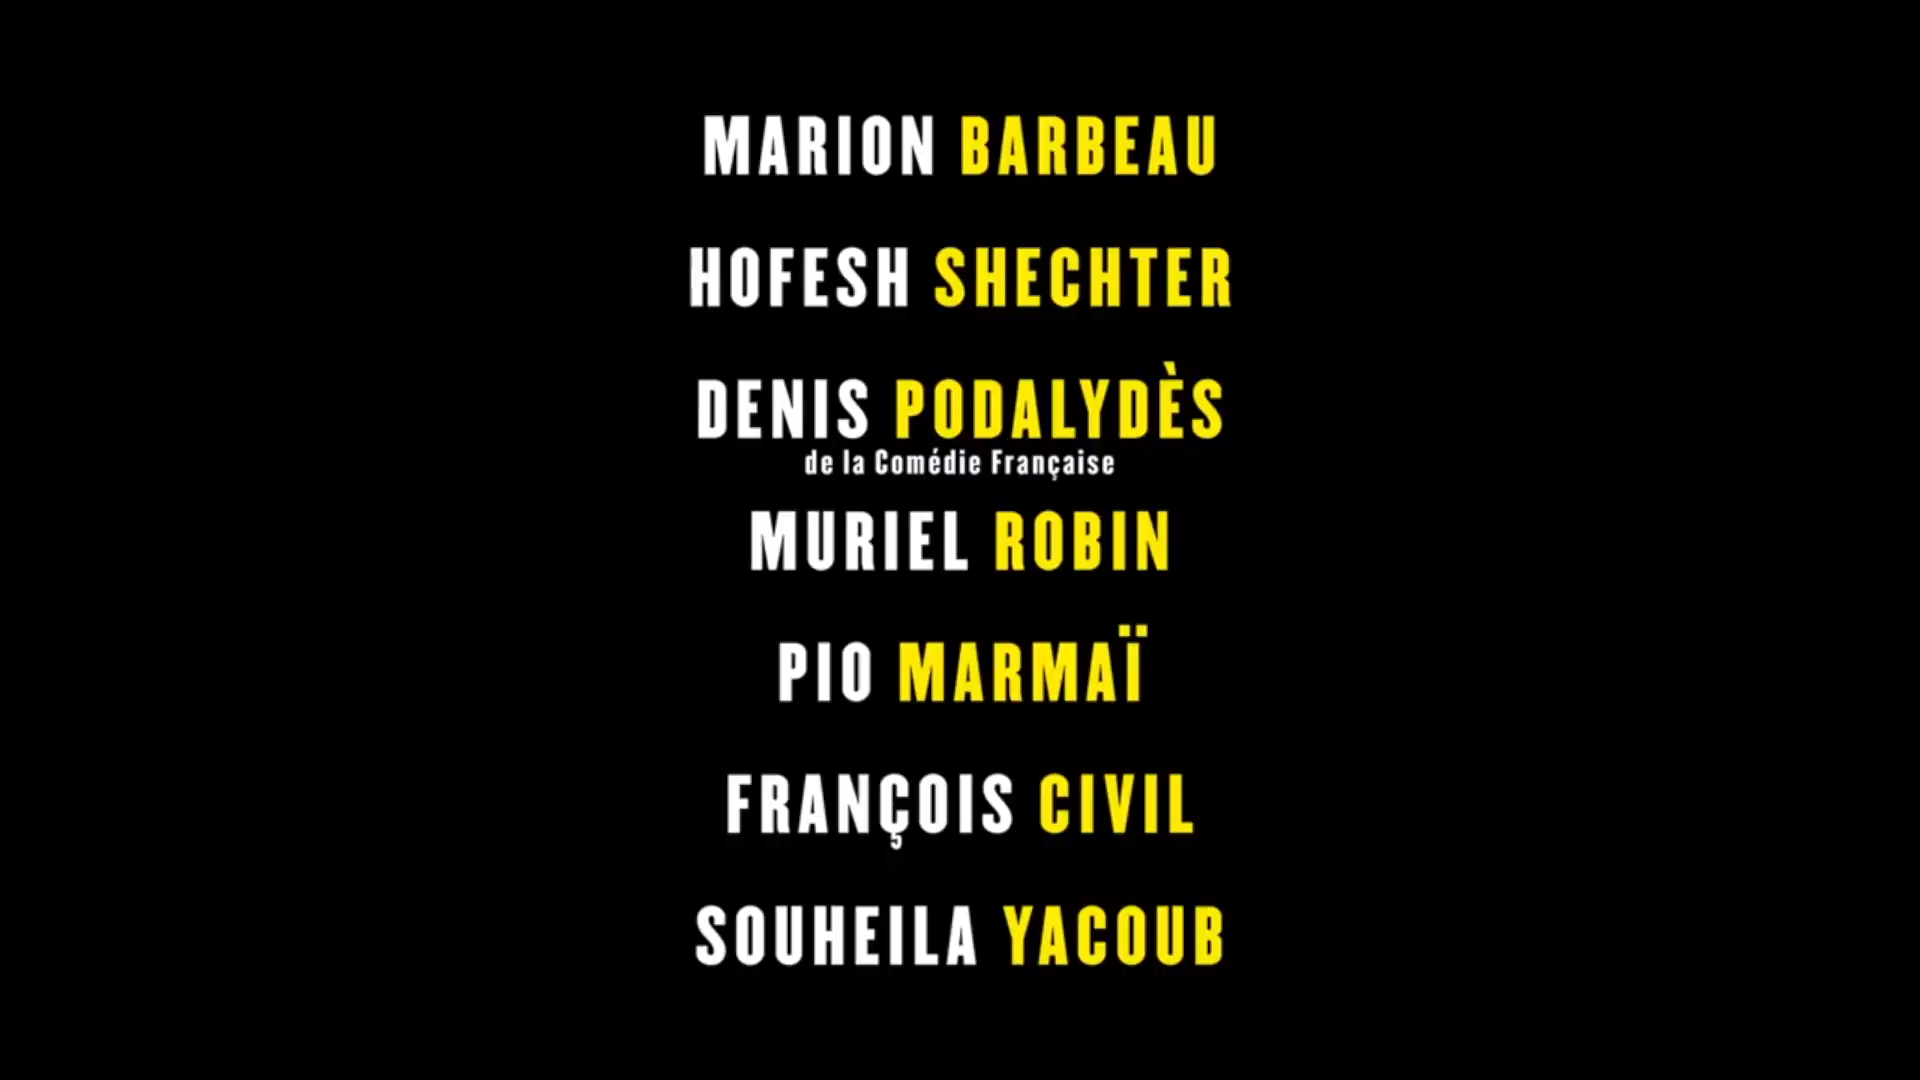 MARION BARBEAU
HOFESH SHECHTER
DENIS PODALYDÈS
de la Comédie Française
MURIEL ROBIN
PIO MARMAÏ
FRANÇOIS CIVIL
SOUHEILA YACOUB